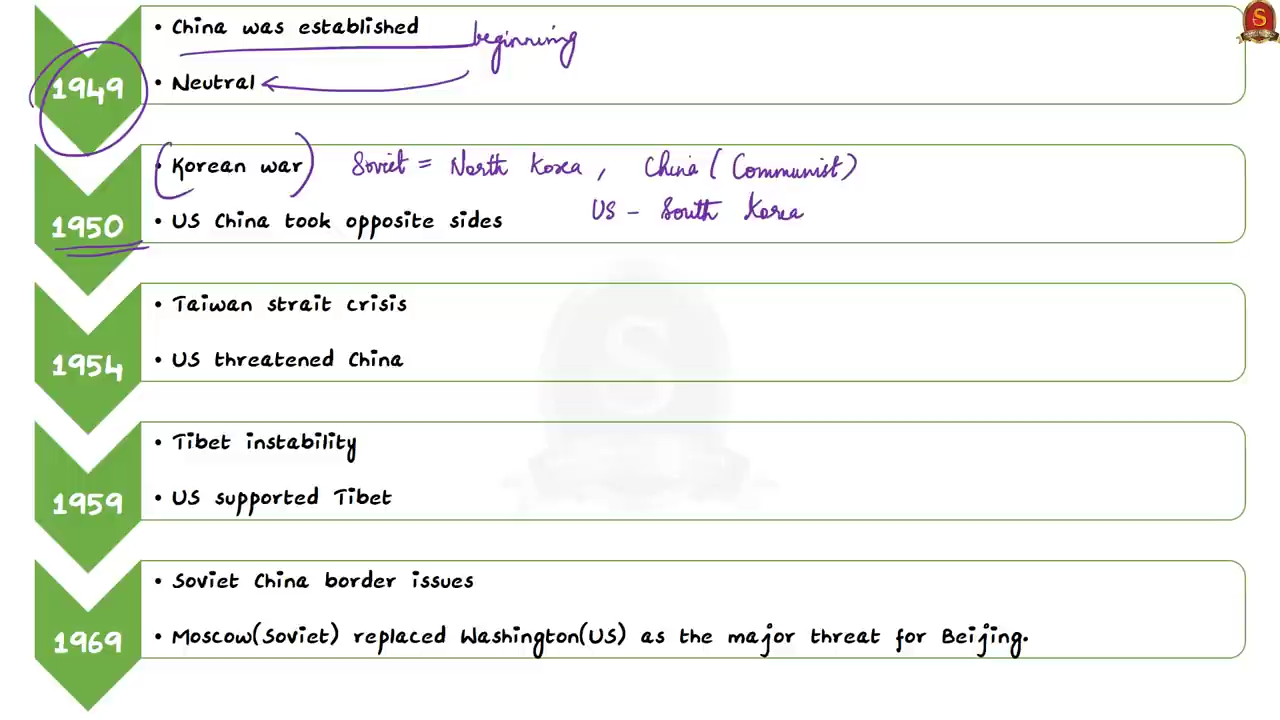 • China was established
beginning
1949
• Neutral
• Korean war
Soviet = North Korea, China (Communist)
US - South Korea
1950
• US China took opposite sides
• Taiwan strait crisis
1954
• US threatened China
• Tibet instability
1959
• US supported Tibet
• Soviet China border issues
1969
• Moscow(Soviet) replaced Washington(US) as the major threat for Beijing.
S
S